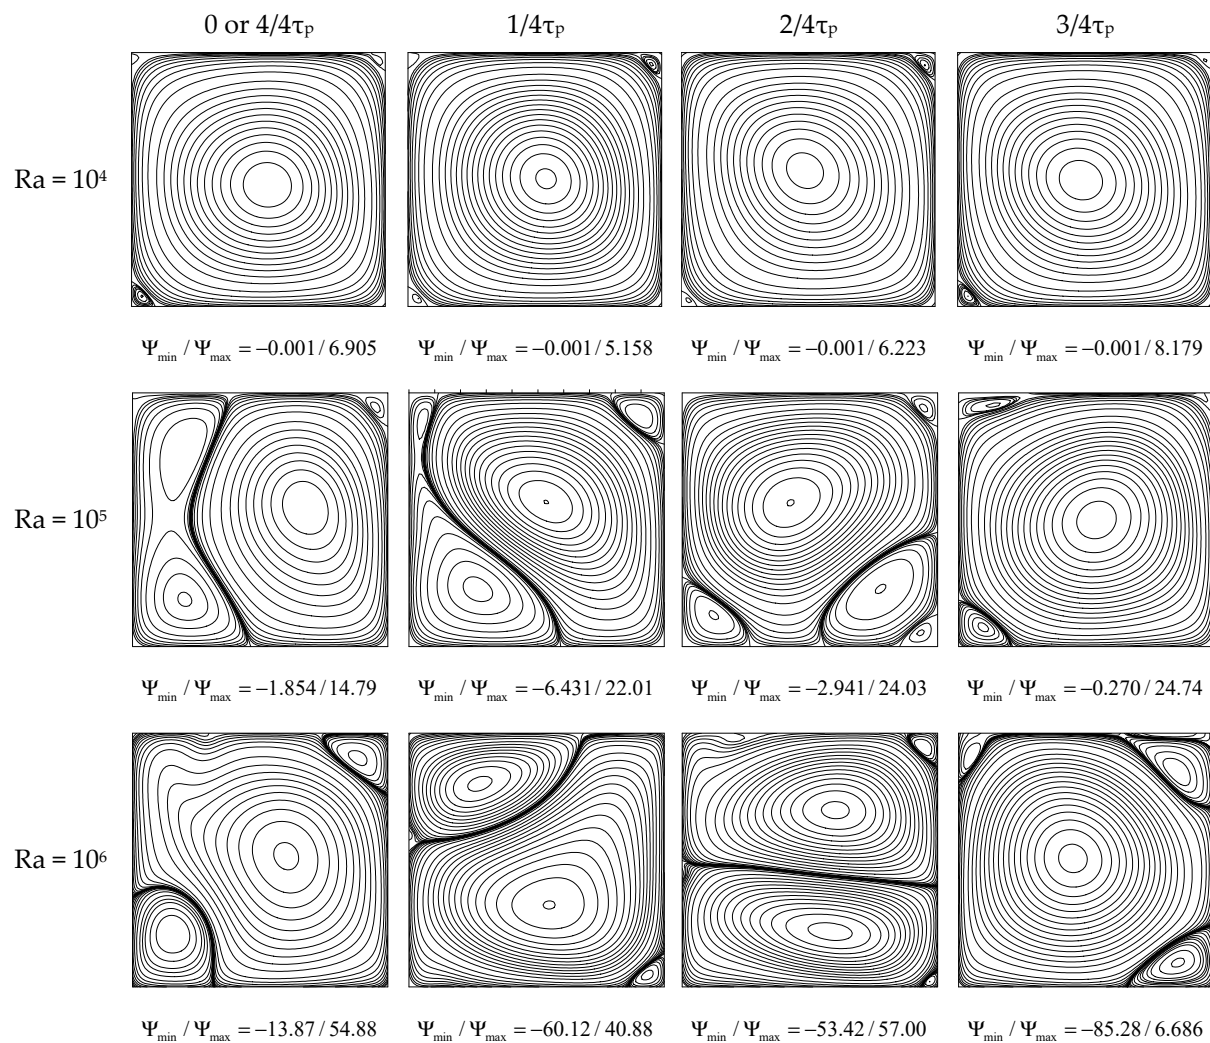 0 or 4/4τₚ 1/4τₚ 2/4τₚ 3/4τₚ
Ra = 10⁴
Ψmin / Ψmax = −0.001 / 6.905 Ψmin / Ψmax = −0.001 / 5.158 Ψmin / Ψmax = −0.001 / 6.223 Ψmin / Ψmax = −0.001 / 8.179
Ra = 10⁵
Ψmin / Ψmax = −1.854 / 14.79 Ψmin / Ψmax = −6.431 / 22.01 Ψmin / Ψmax = −2.941 / 24.03 Ψmin / Ψmax = −0.270 / 24.74
Ra = 10⁶
Ψmin / Ψmax = −13.87 / 54.88 Ψmin / Ψmax = −60.12 / 40.88 Ψmin / Ψmax = −53.42 / 57.00 Ψmin / Ψmax = −85.28 / 6.686